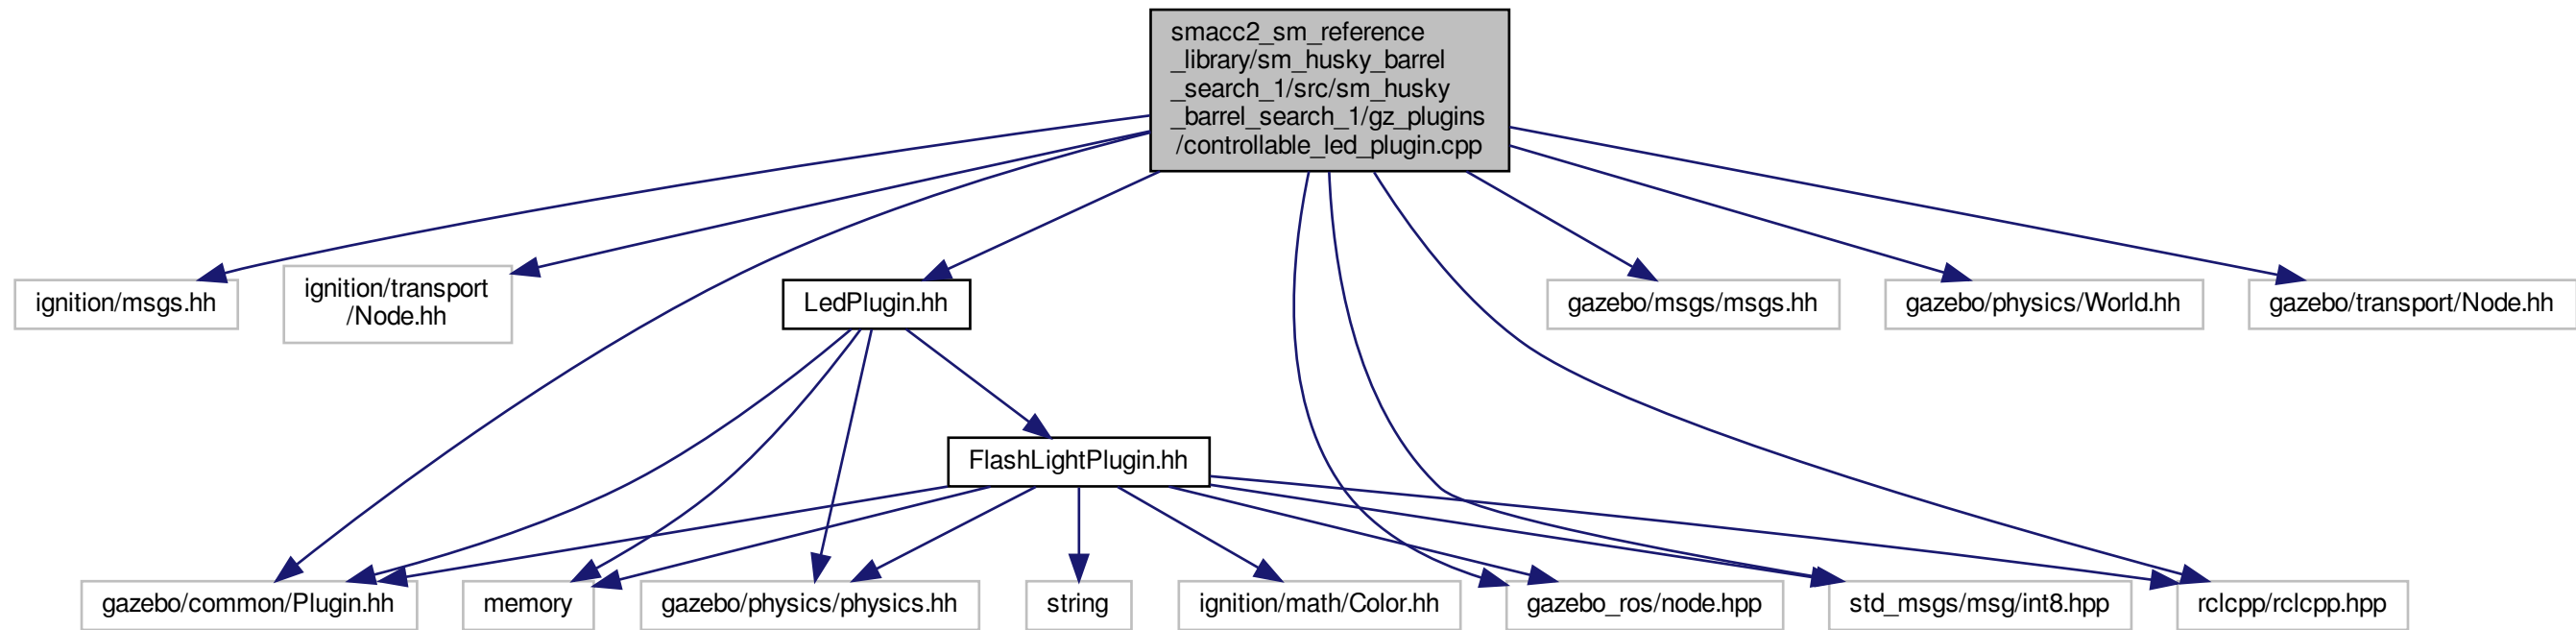 smacc2_sm_reference
_library/sm_husky_barrel
_search_1/src/sm_husky
_barrel_search_1/gz_plugins
/controllable_led_plugin.cpp
ignition/msgs.hh
ignition/transport
/Node.hh
LedPlugin.hh
gazebo/msgs/msgs.hh
gazebo/physics/World.hh
gazebo/transport/Node.hh
FlashLightPlugin.hh
gazebo/common/Plugin.hh
memory
gazebo/physics/physics.hh
string
ignition/math/Color.hh
gazebo_ros/node.hpp
std_msgs/msg/int8.hpp
rclcpp/rclcpp.hpp